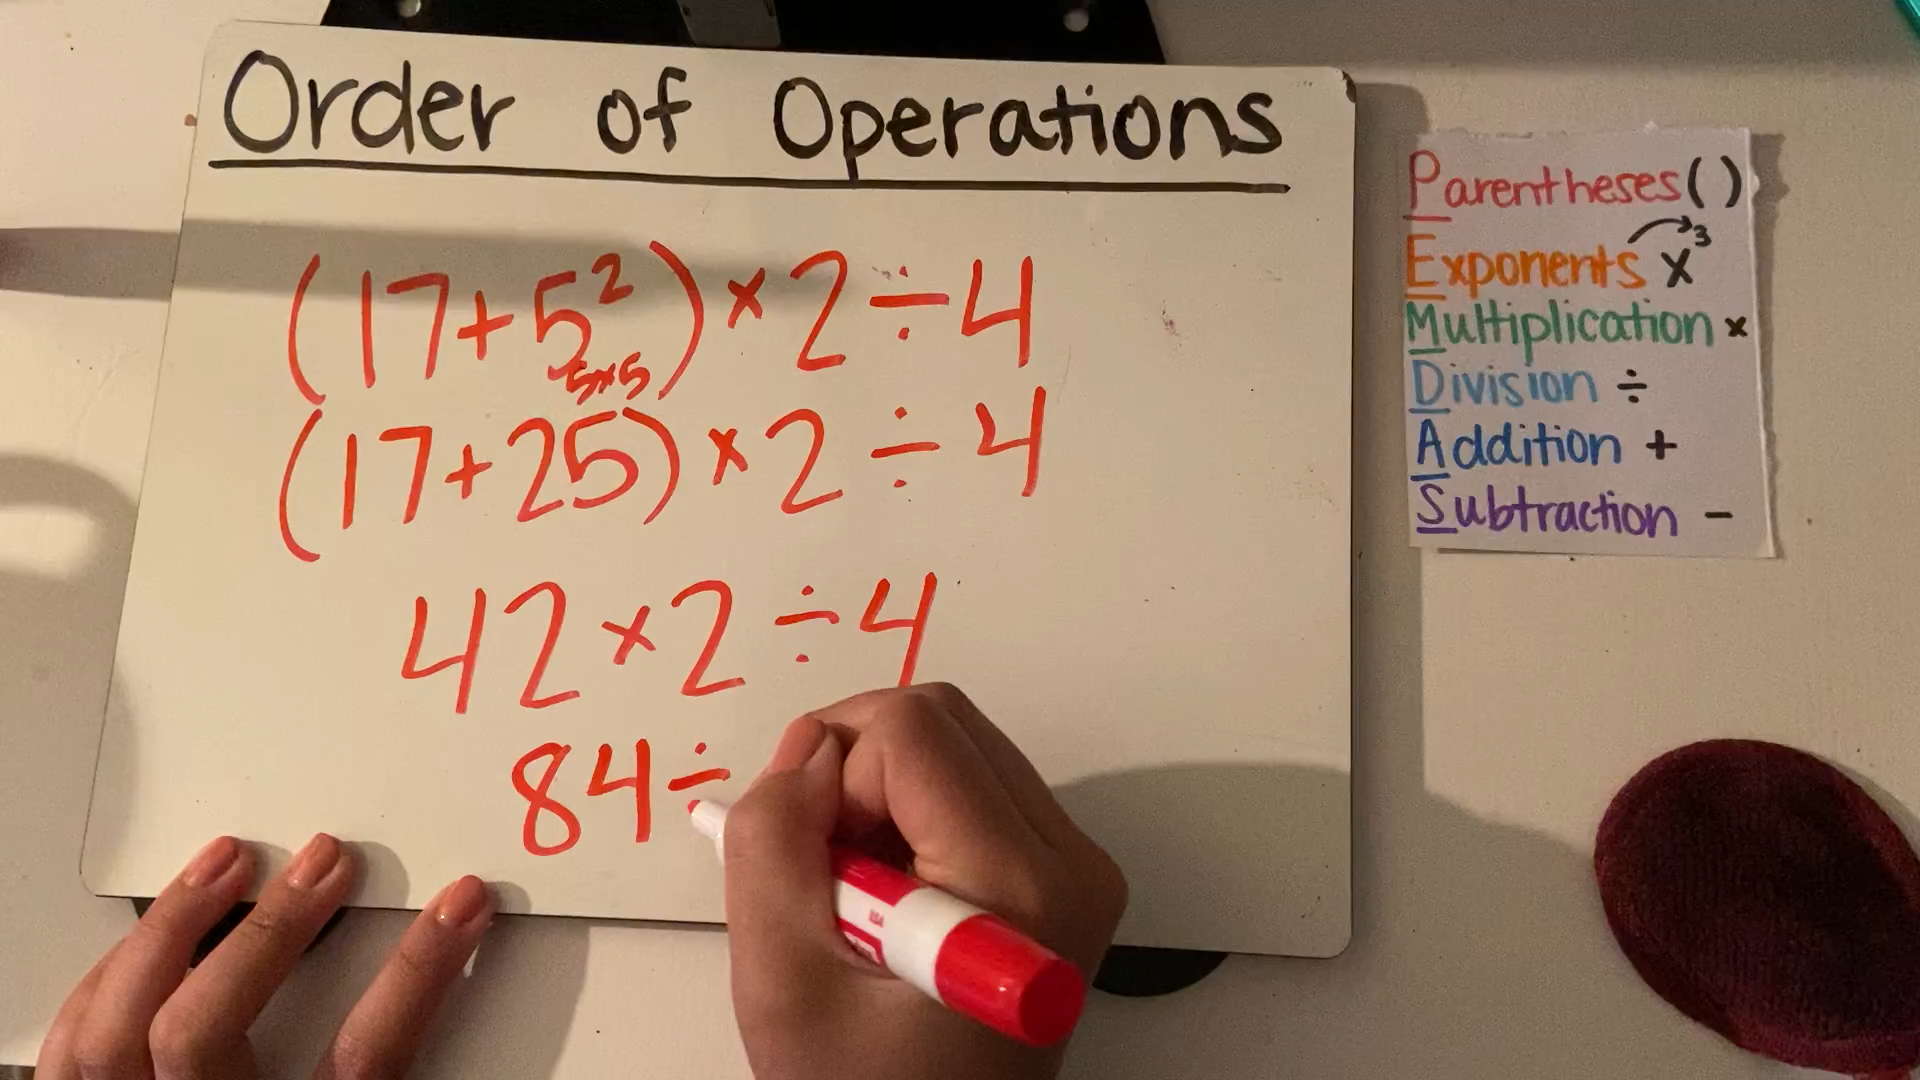 Order of Operations
(17+5²)×2÷4
5×5
(17+25)×2÷4
42×2÷4
84÷
Parentheses ( )
Exponents x³
Multiplication ×
Division ÷
Addition +
Subtraction -
USA